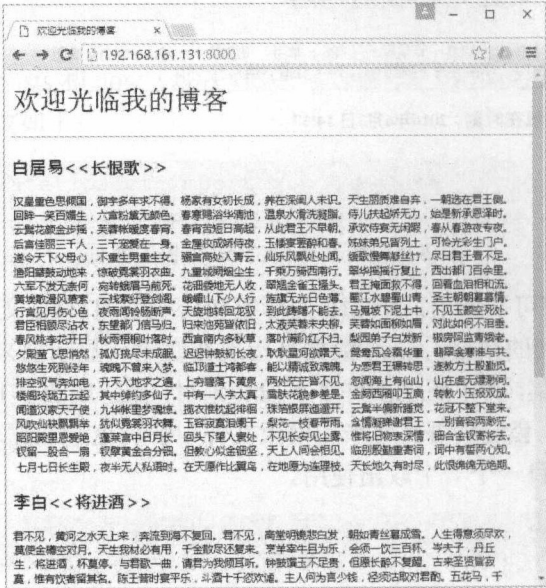 欢迎光临我的博客
192.168.161.131:8000
欢迎光临我的博客
白居易<<长恨歌>>
汉皇重色思倾国，御宇多年求不得。杨家有女初长成，养在深闺人未识。天生丽质难自弃，一朝选在君王侧。
回眸一笑百媚生，六宫粉黛无颜色。春寒赐浴华清池，温泉水滑洗凝脂。侍儿扶起娇无力，始是新承恩泽时。
云鬓花颜金步摇，芙蓉帐暖度春宵。春宵苦短日高起，从此君王不早朝。承欢侍宴无闲暇，春从春游夜专夜。
后宫佳丽三千人，三千宠爱在一身。金屋妆成娇侍夜，玉楼宴罢醉和春。姊妹弟兄皆列土，可怜光彩生门户。
遂令天下父母心，不重生男重生女。骊宫高处入青云，仙乐风飘处处闻。缓歌慢舞凝丝竹，尽日君王看不足。
渔阳鼙鼓动地来，惊破霓裳羽衣曲。九重城阙烟尘生，千乘万骑西南行。翠华摇摇行复止，西出都门百余里。
六军不发无奈何，宛转蛾眉马前死。花钿委地无人收，翠翘金雀玉搔头。君王掩面救不得，回看血泪相和流。
黄埃散漫风萧索，云栈萦纡登剑阁。峨嵋山下少人行，旌旗无光日色薄。蜀江水碧蜀山青，圣主朝朝暮暮情。
行宫见月伤心色，夜雨闻铃肠断声。天旋地转回龙驭，到此踌躇不能去。马嵬坡下泥土中，不见玉颜空死处。
君臣相顾尽沾衣，东望都门信马归。归来池苑皆依旧，太液芙蓉未央柳。芙蓉如面柳如眉，对此如何不泪垂。
春风桃李花开日，秋雨梧桐叶落时。西宫南内多秋草，落叶满阶红不扫。梨园弟子白发新，椒房阿监青娥老。
夕殿萤飞思悄然，孤灯挑尽未成眠。迟迟钟鼓初长夜，耿耿星河欲曙天。鸳鸯瓦冷霜华重，翡翠衾寒谁与共。
悠悠生死别经年，魂魄不曾来入梦。临邛道士鸿都客，能以精诚致魂魄。为感君王辗转思，遂教方士殷勤觅。
排空驭气奔如电，升天入地求之遍。上穷碧落下黄泉，两处茫茫皆不见。忽闻海上有仙山，山在虚无缥渺间。
楼阁玲珑五云起，其中绰约多仙子。中有一人字太真，雪肤花貌参差是。金阙西厢叩玉扃，转教小玉报双成。
闻道汉家天子使，九华帐里梦魂惊。揽衣推枕起徘徊，珠箔银屏迤逦开。云鬓半偏新睡觉，花冠不整下堂来。
风吹仙袂飘飘举，犹似霓裳羽衣舞。玉容寂寞泪阑干，梨花一枝春带雨。含情凝睇谢君王，一别音容两渺茫。
昭阳殿里恩爱绝，蓬莱宫中日月长。回头下望人寰处，不见长安见尘雾。惟将旧物表深情，钿合金钗寄将去。
钗留一股合一扇，钗擘黄金合分钿。但教心似金钿坚，天上人间会相见。临别殷勤重寄词，词中有誓两心知。
七月七日长生殿，夜半无人私语时。在天愿作比翼鸟，在地愿为连理枝。天长地久有时尽，此恨绵绵无绝期。
李白<<将进酒>>
君不见，黄河之水天上来，奔流到海不复回。君不见，高堂明镜悲白发，朝如青丝暮成雪。人生得意须尽欢，
莫使金樽空对月。天生我材必有用，千金散尽还复来。烹羊宰牛且为乐，会须一饮三百杯。岑夫子，丹丘
生，将进酒，杯莫停。与君歌一曲，请君为我倾耳听。钟鼓馔玉不足贵，但愿长醉不复醒。古来圣贤皆寂
寞，惟有饮者留其名。陈王昔时宴平乐，斗酒十千恣欢谑。主人何为言少钱，径须沽取对君酌。五花马，千